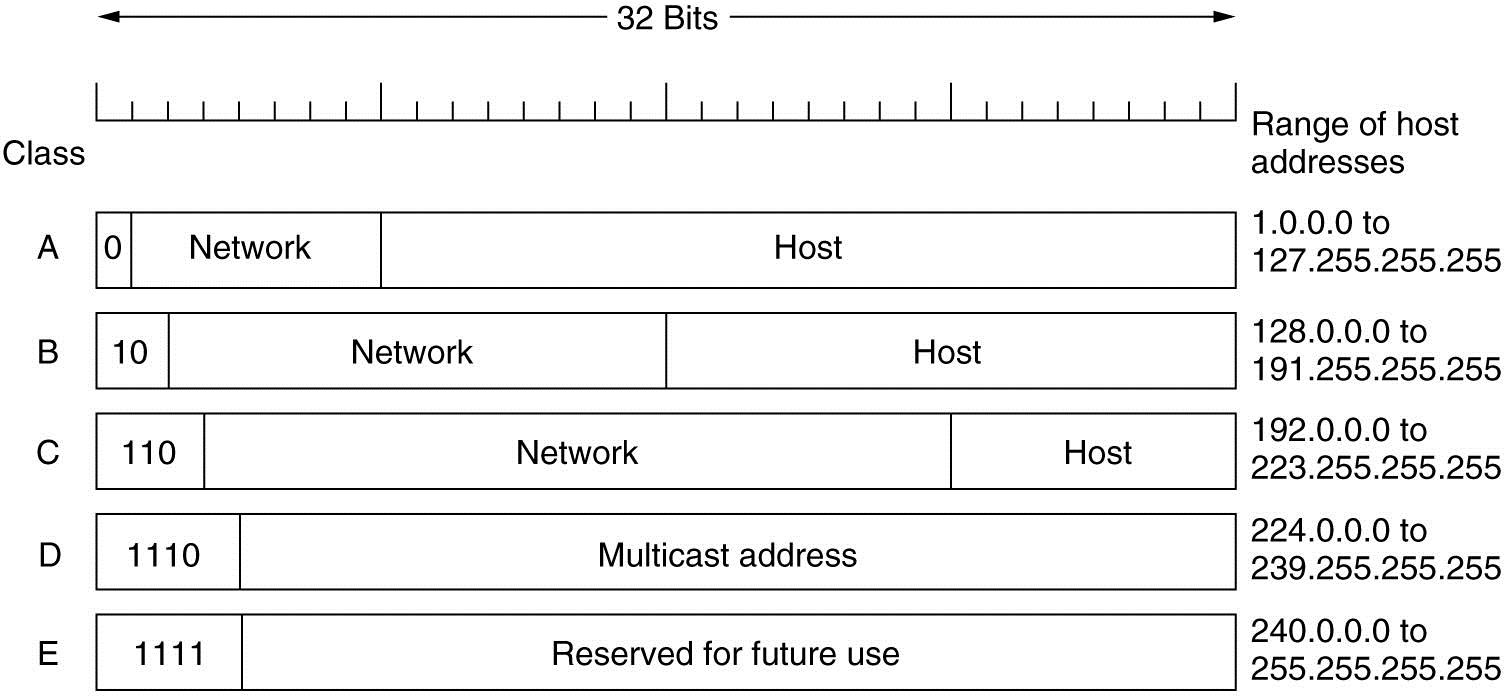 32 Bits
Range of host
addresses
Class
A 0 Network Host 1.0.0.0 to
127.255.255.255
B 10 Network Host 128.0.0.0 to
191.255.255.255
C 110 Network Host 192.0.0.0 to
223.255.255.255
D 1110 Multicast address 224.0.0.0 to
239.255.255.255
E 1111 Reserved for future use 240.0.0.0 to
255.255.255.255